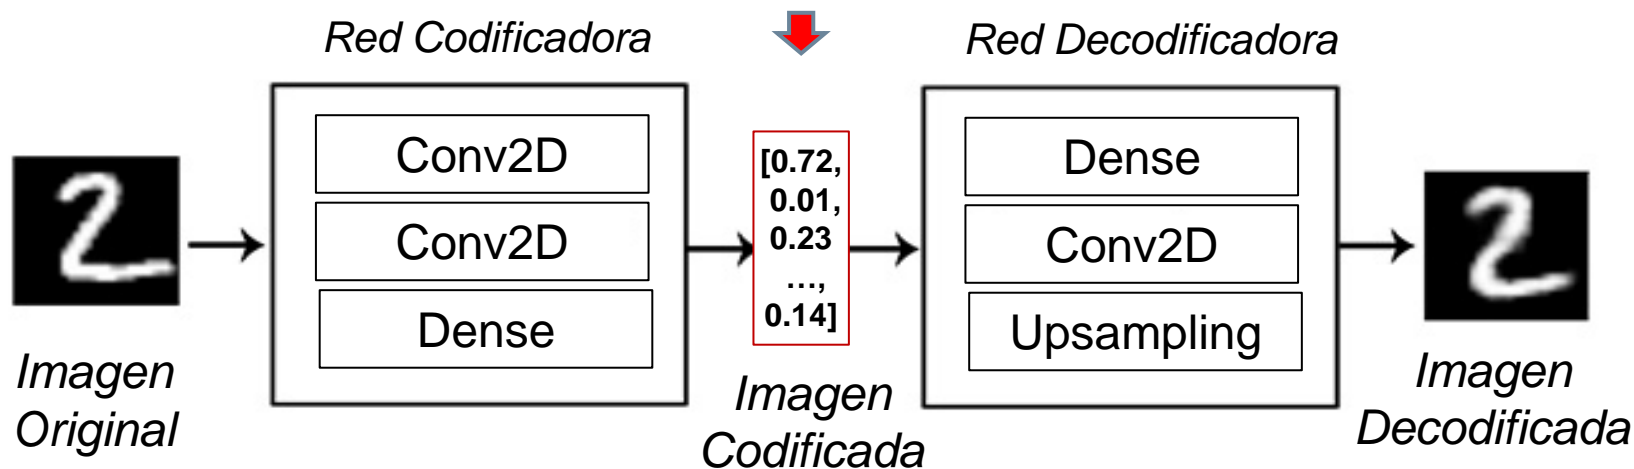 Red Codificadora
Red Decodificadora
Conv2D
Conv2D
Dense
[0.72,
0.01,
0.23
...,
0.14]
Dense
Conv2D
Upsampling
Imagen
Original
Imagen
Codificada
Imagen
Decodificada